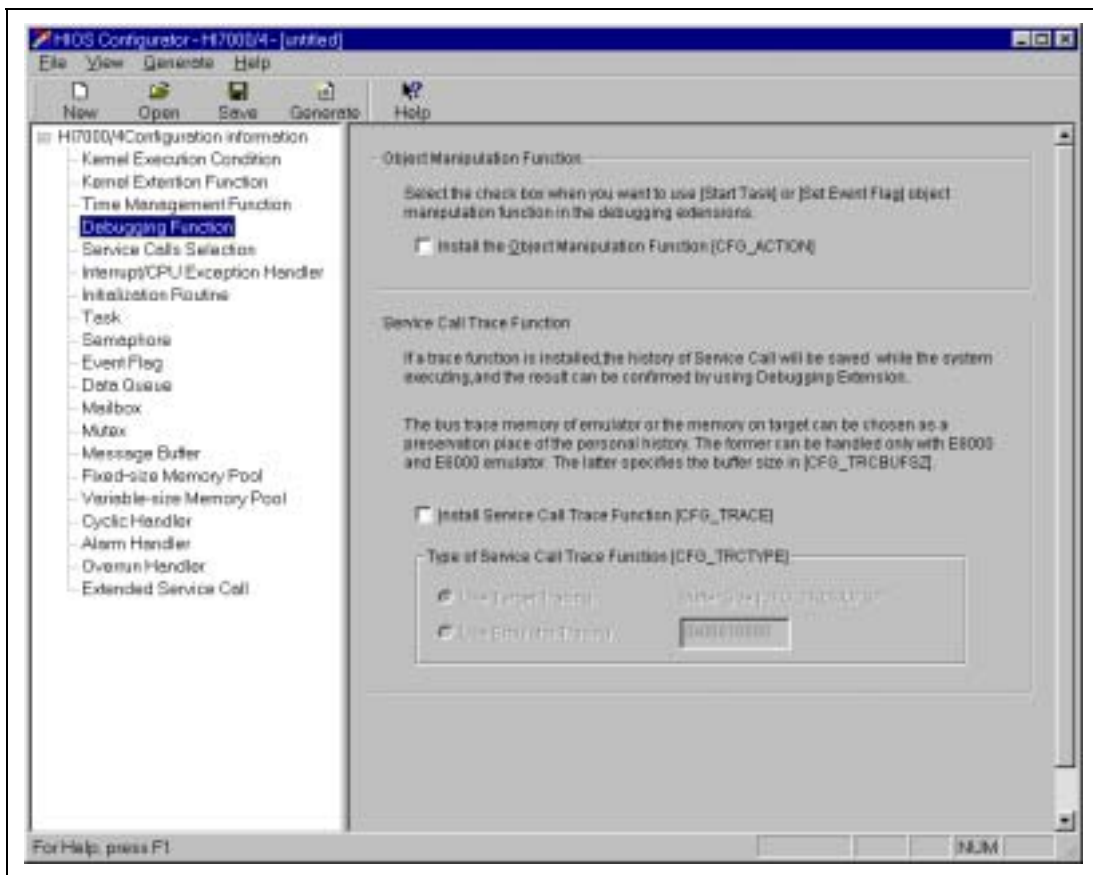 HIOS Configurator - HI7000/4 - [untitled]
File View Generate Help
New Open Save Generate Help
HI7000/4Configuration information
Kernel Execution Condition
Kernel Extention Function
Time Management Function
Debugging Function
Service Calls Selection
Interrupt/CPU Exception Handler
Initialization Routine
Task
Semaphore
Event Flag
Data Queue
Mailbox
Mutex
Message Buffer
Fixed-size Memory Pool
Variable-size Memory Pool
Cyclic Handler
Alarm Handler
Overrun Handler
Extended Service Call
Object Manipulation Function
Select the check box when you want to use [Start Task] or [Set Event Flag] object
manipulation function in the debugging extensions.
Install the Object Manipulation Function [CFG_ACTION]
Service Call Trace Function
If a trace function is installed,the history of Service Call will be saved while the system
executing,and the result can be confirmed by using Debugging Extension.
The bus trace memory of emulator or the memory on target can be chosen as a
preservation place of the personal history. The former can be handled only with E8000
and E6000 emulator. The latter specifies the buffer size in [CFG_TRCBUFSZ].
Install Service Call Trace Function [CFG_TRACE]
Type of Service Call Trace Function [CFG_TRCTYPE]
Use Target Tracing
Use Emulator Tracing
For Help, press F1
NUM